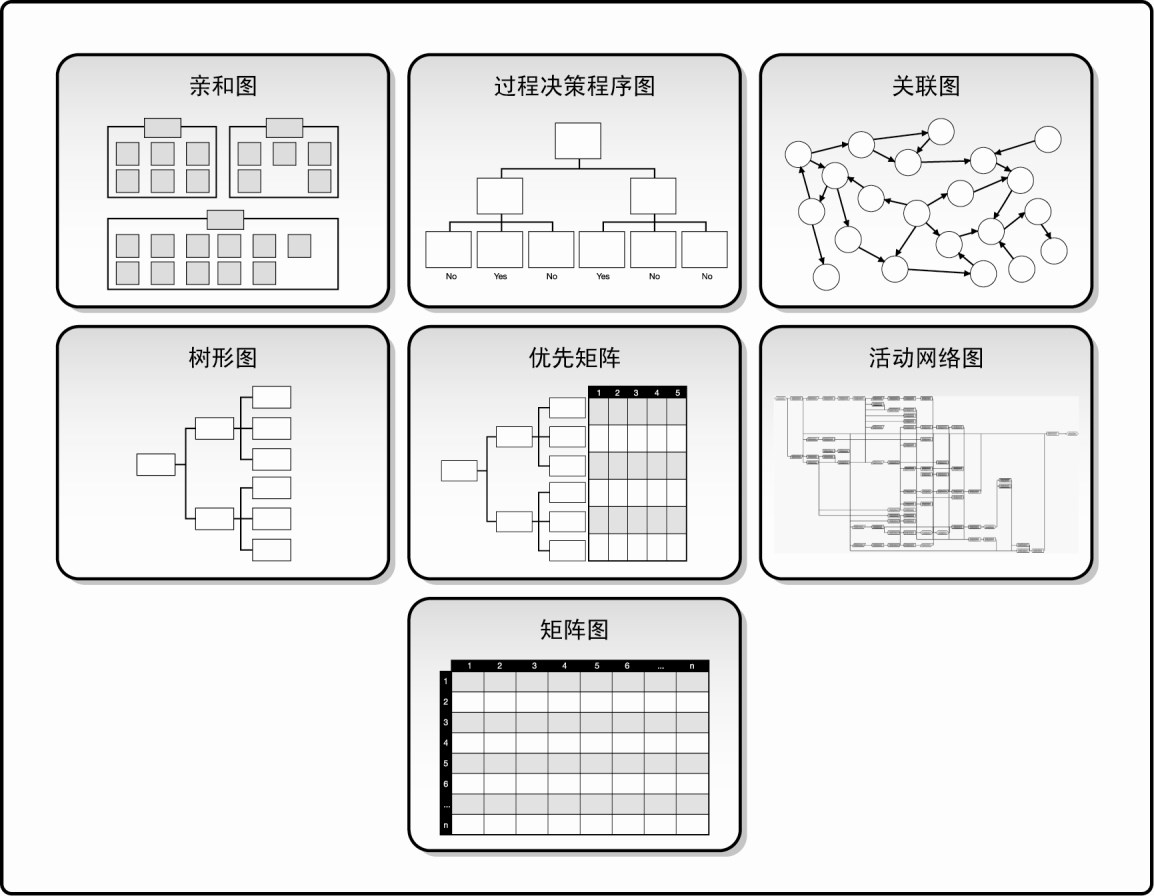 亲和图
过程决策程序图
关联图
No Yes No Yes No No
树形图
优先矩阵
活动网络图
1 2 3 4 5
矩阵图
1 2 3 4 5 6 ... n
1
2
3
4
5
6
...
n